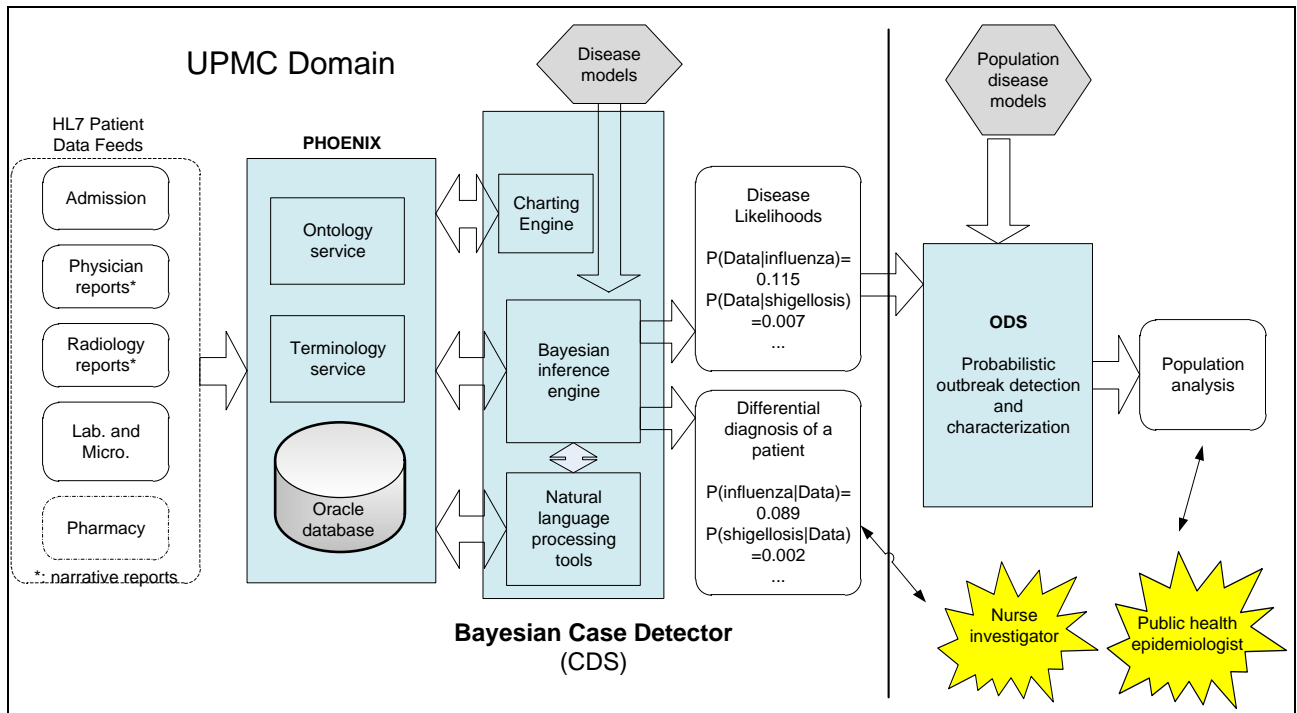 UPMC Domain
HL7 Patient
Data Feeds
Admission
Physician
reports*
Radiology
reports*
Lab. and
Micro.
Pharmacy
*: narrative reports
PHOENIX
Ontology
service
Terminology
service
Oracle
database
Disease
models
Charting
Engine
Bayesian
inference
engine
Natural
language
processing
tools
Bayesian Case Detector
(CDS)
Disease
Likelihoods
P(Data|influenza)=
0.115
P(Data|shigellosis)
=0.007
...
Differential
diagnosis of a
patient
P(influenza|Data)=
0.089
P(shigellosis|Data)
=0.002
...
Population
disease
models
ODS
Probabilistic
outbreak detection
and
characterization
Population
analysis
Nurse
investigator
Public health
epidemiologist